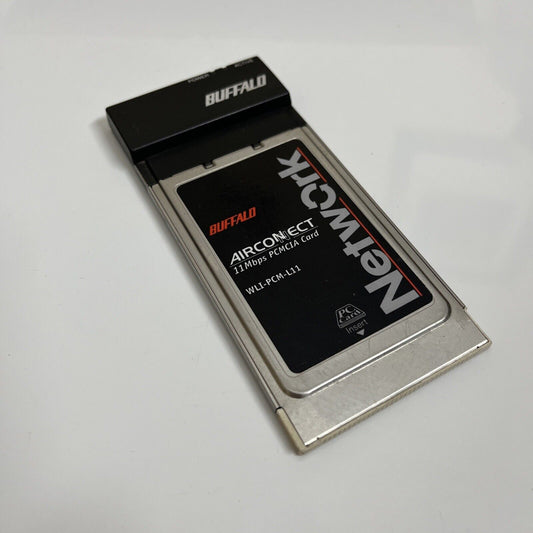 POWER ACTIVE
BUFFALO
Network
BUFFALO
AIRCONNECT
11Mbps PCMCIA Card
WLI-PCM-L11
PC
Card
Insert